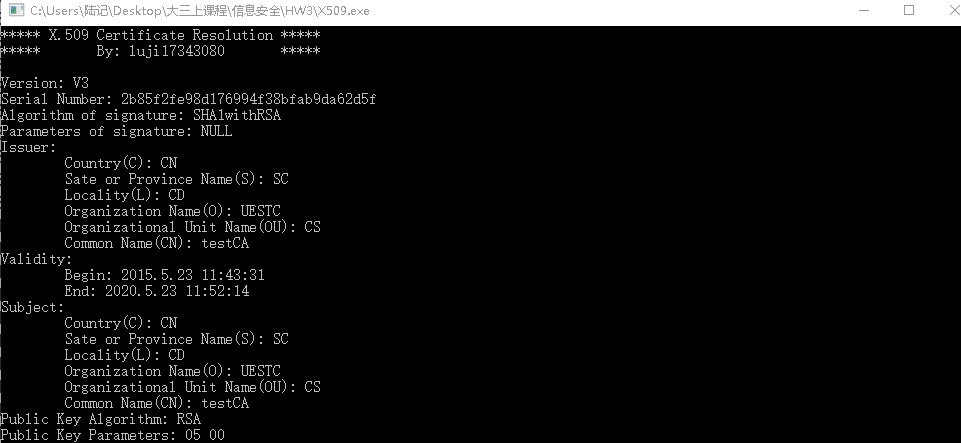 C:\Users\陆记\Desktop\大三上课程\信息安全\HW3\X509.exe
***** X.509 Certificate Resolution *****
***** By: luji17343080 *****
Version: V3
Serial Number: 2b85f2fe98d176994f38bfab9da62d5f
Algorithm of signature: SHA1withRSA
Parameters of signature: NULL
Issuer:
Country(C): CN
Sate or Province Name(S): SC
Locality(L): CD
Organization Name(O): UESTC
Organizational Unit Name(OU): CS
Common Name(CN): testCA
Validity:
Begin: 2015.5.23 11:43:31
End: 2020.5.23 11:52:14
Subject:
Country(C): CN
Sate or Province Name(S): SC
Locality(L): CD
Organization Name(O): UESTC
Organizational Unit Name(OU): CS
Common Name(CN): testCA
Public Key Algorithm: RSA
Public Key Parameters: 05 00